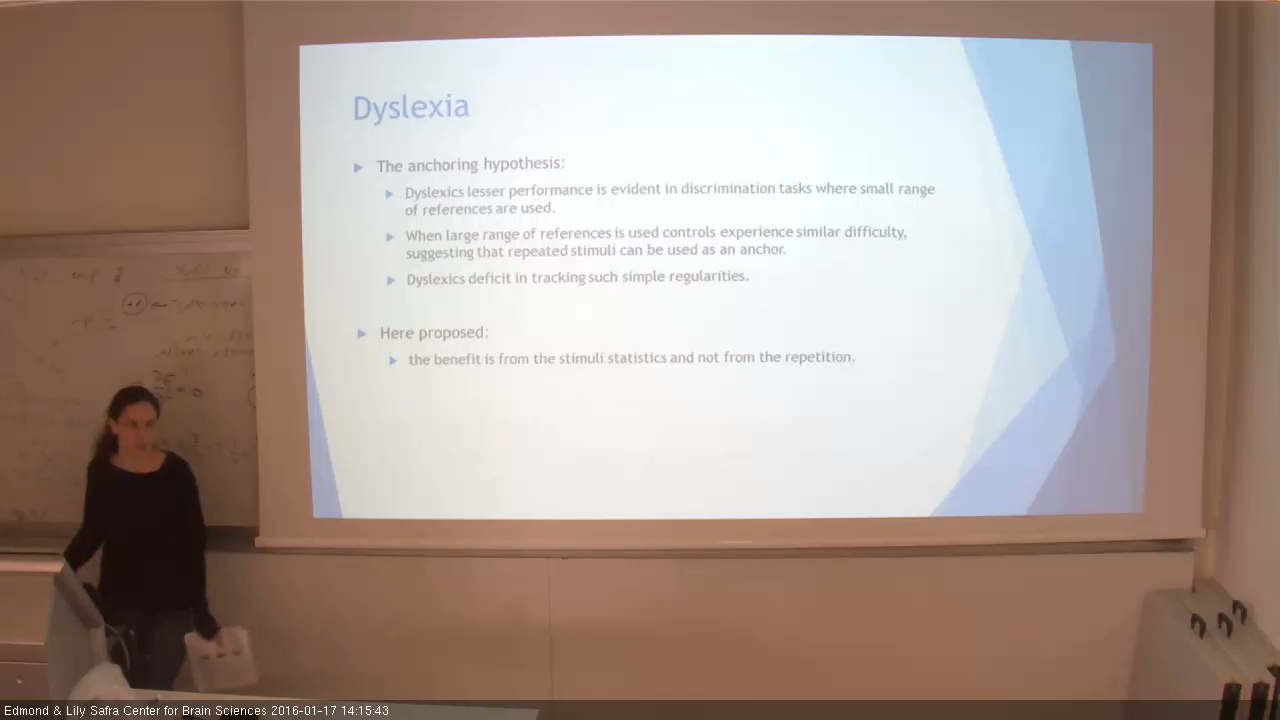 Dyslexia
The anchoring hypothesis:
Dyslexics lesser performance is evident in discrimination tasks where small range
of references are used.
When large range of references is used controls experience similar difficulty,
suggesting that repeated stimuli can be used as an anchor.
Dyslexics deficit in tracking such simple regularities.
Here proposed:
the benefit is from the stimuli statistics and not from the repetition.
Edmond & Lily Safra Center for Brain Sciences 2016-01-17 14:15:43